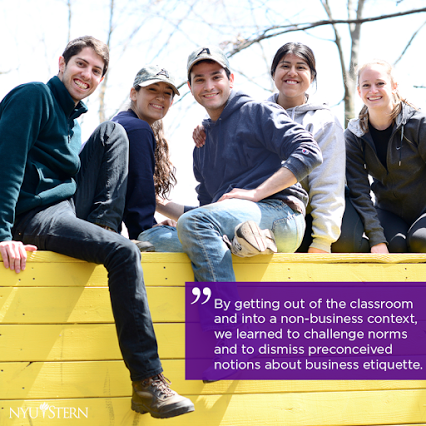 ”By getting out of the classroom
and into a non-business context,
we learned to challenge norms
and to dismiss preconceived
notions about business etiquette.
NYU STERN